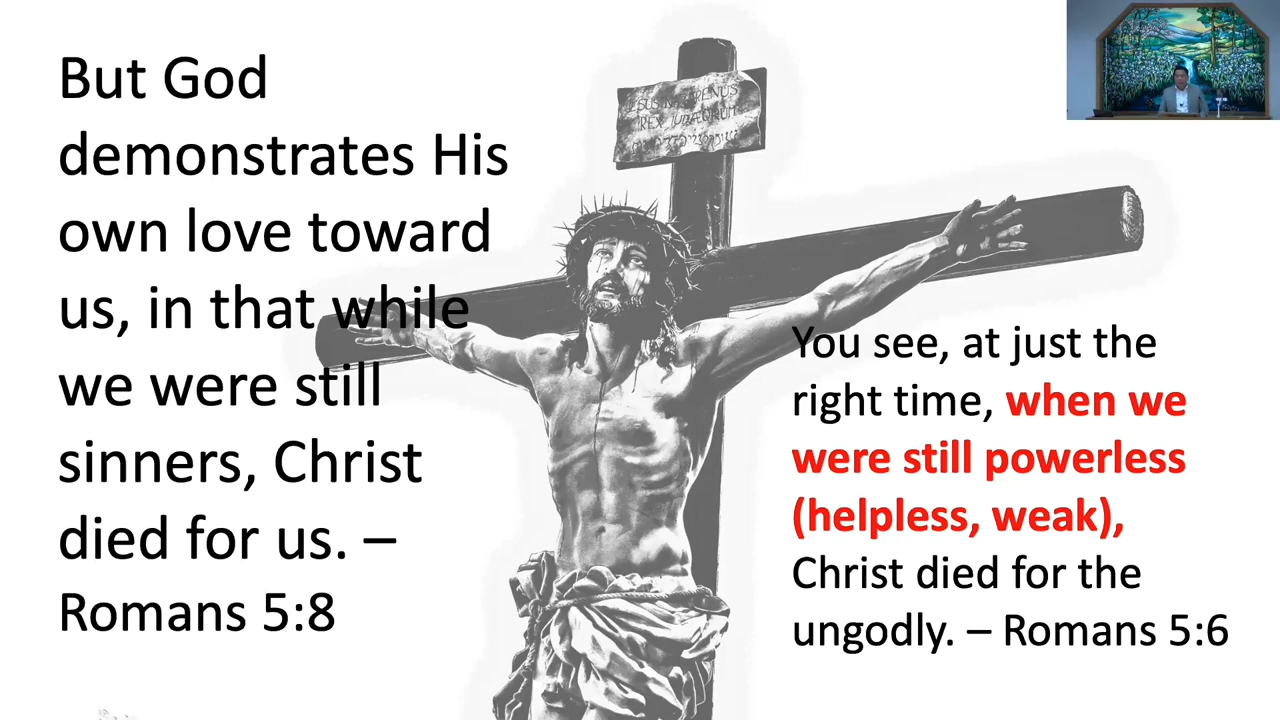 But God
demonstrates His
own love toward
us, in that while
we were still
sinners, Christ
died for us. –
Romans 5:8
REX
You see, at just the
right time, when we
were still powerless
(helpless, weak),
Christ died for the
ungodly. – Romans 5:6